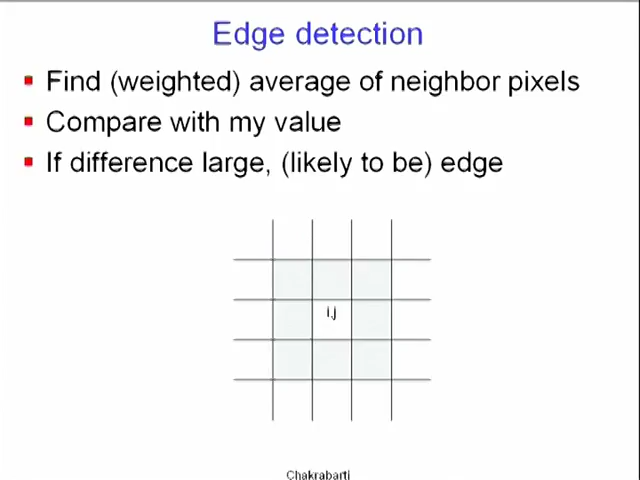 Edge detection
Find (weighted) average of neighbor pixels
Compare with my value
If difference large, (likely to be) edge
i,j
Chakrabarti